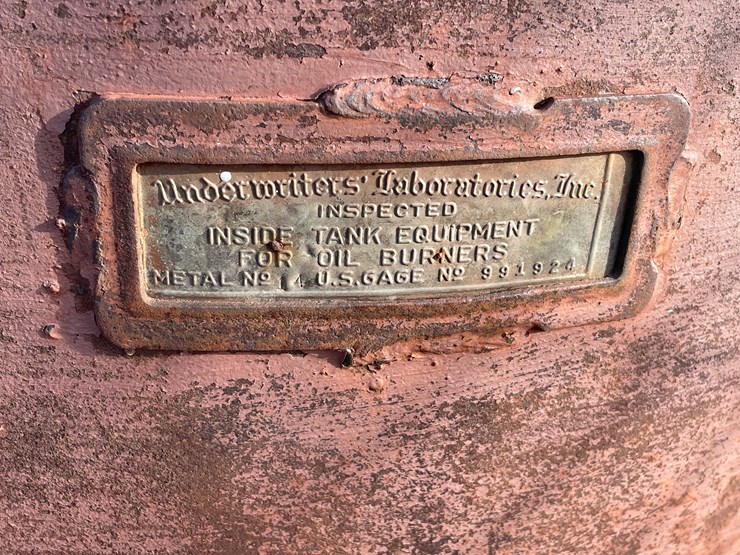 Underwriters' Laboratories, Inc.
INSPECTED
INSIDE TANK EQUIPMENT
FOR OIL BURNERS
METAL Nº 14 U.S.GAGE Nº 991924